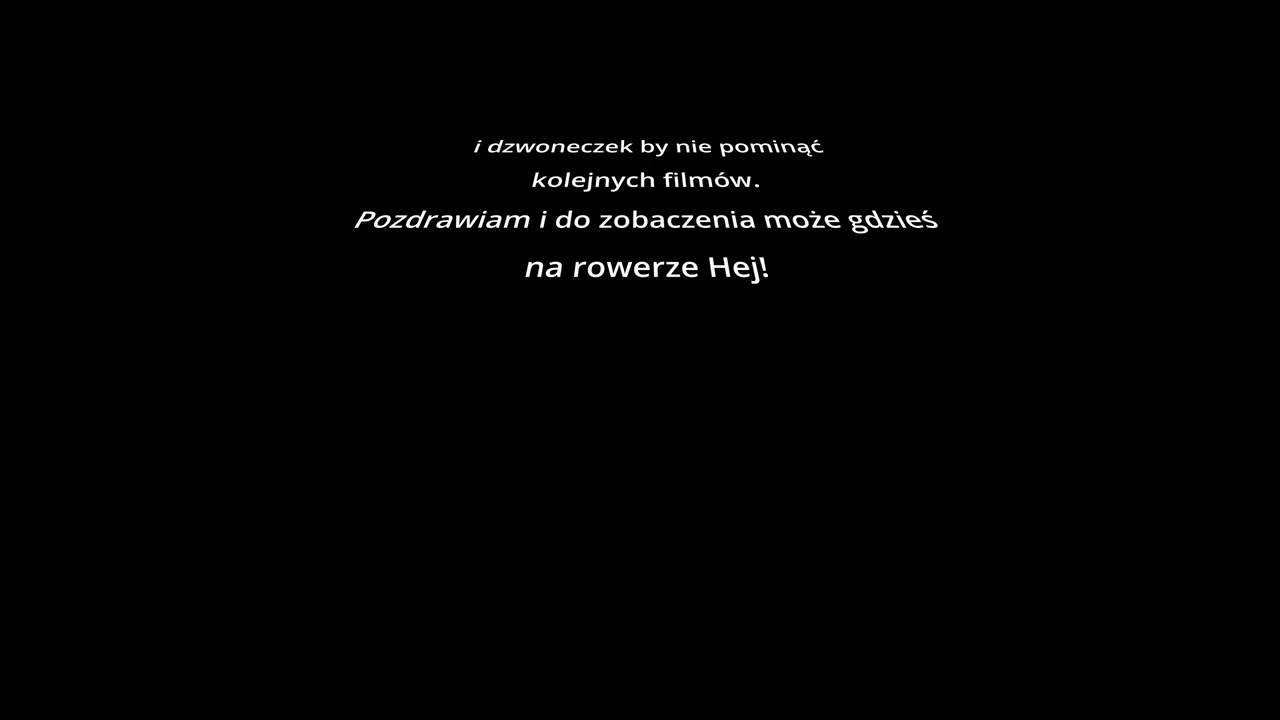 i dzwoneczek by nie pominąć
kolejnych filmów.
Pozdrawiam i do zobaczenia może gdzieś
na rowerze Hej!